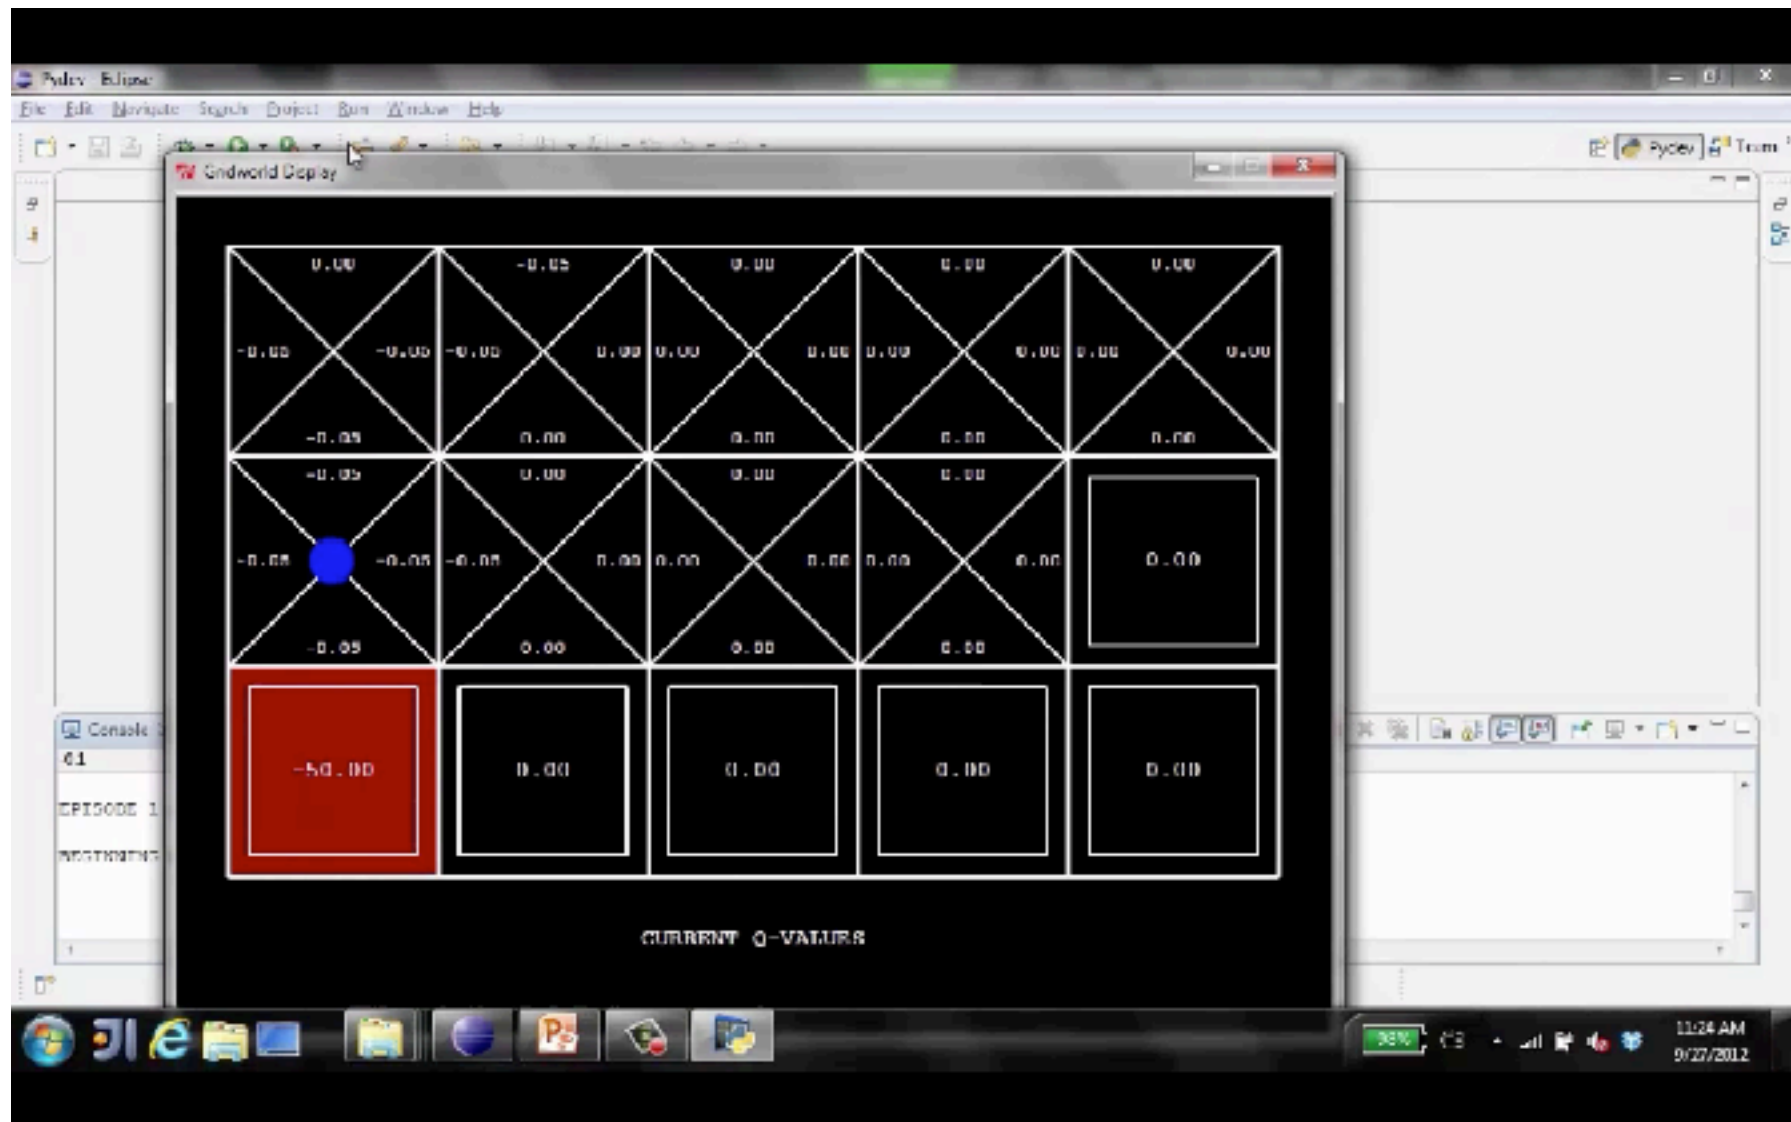 Pydev Eclipse
File Edit Navigate Search Project Run Window Help
Pydev Team
Gridworld Display
0.00 -0.05 0.00 0.00 0.00
-0.05 -0.05 -0.05 0.00 0.00 0.00 0.00 0.00 0.00 0.00
-0.05 0.00 0.00 0.00 0.00
-0.05 0.00 0.00 0.00
-0.05 -0.05 -0.05 0.00 0.00 0.00 0.00 0.00 0.00
-0.05 0.00 0.00 0.00
Console
-50.00 0.00 0.00 0.00 0.00
EPISODE 1
BEGINNING
CURRENT Q-VALUES
98%
11:24 AM
9/27/2012